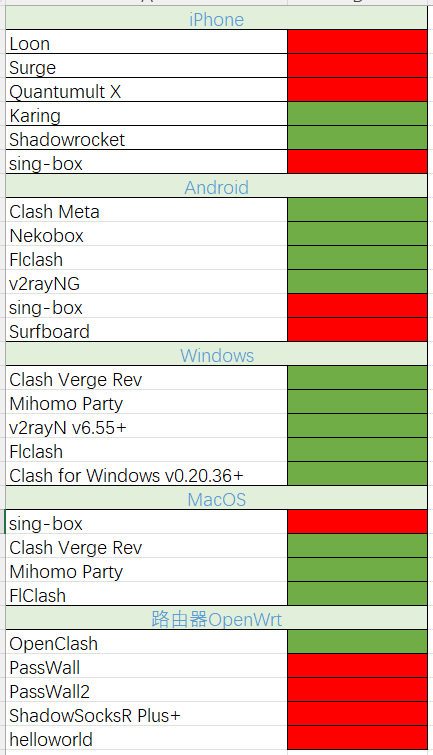 iPhone
Loon
Surge
Quantumult X
Karing
Shadowrocket
sing-box
Android
Clash Meta
Nekobox
Flclash
v2rayNG
sing-box
Surfboard
Windows
Clash Verge Rev
Mihomo Party
v2rayN v6.55+
Flclash
Clash for Windows v0.20.36+
MacOS
sing-box
Clash Verge Rev
Mihomo Party
FlClash
路由器OpenWrt
OpenClash
PassWall
PassWall2
ShadowSocksR Plus+
helloworld